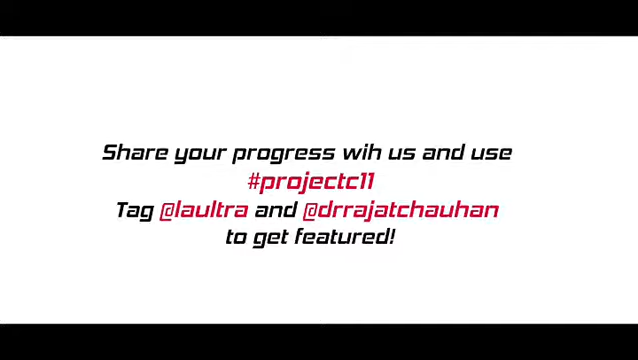 Share your progress wih us and use
#projectc11
Tag @laultra and @drrajatchauhan
to get featured!